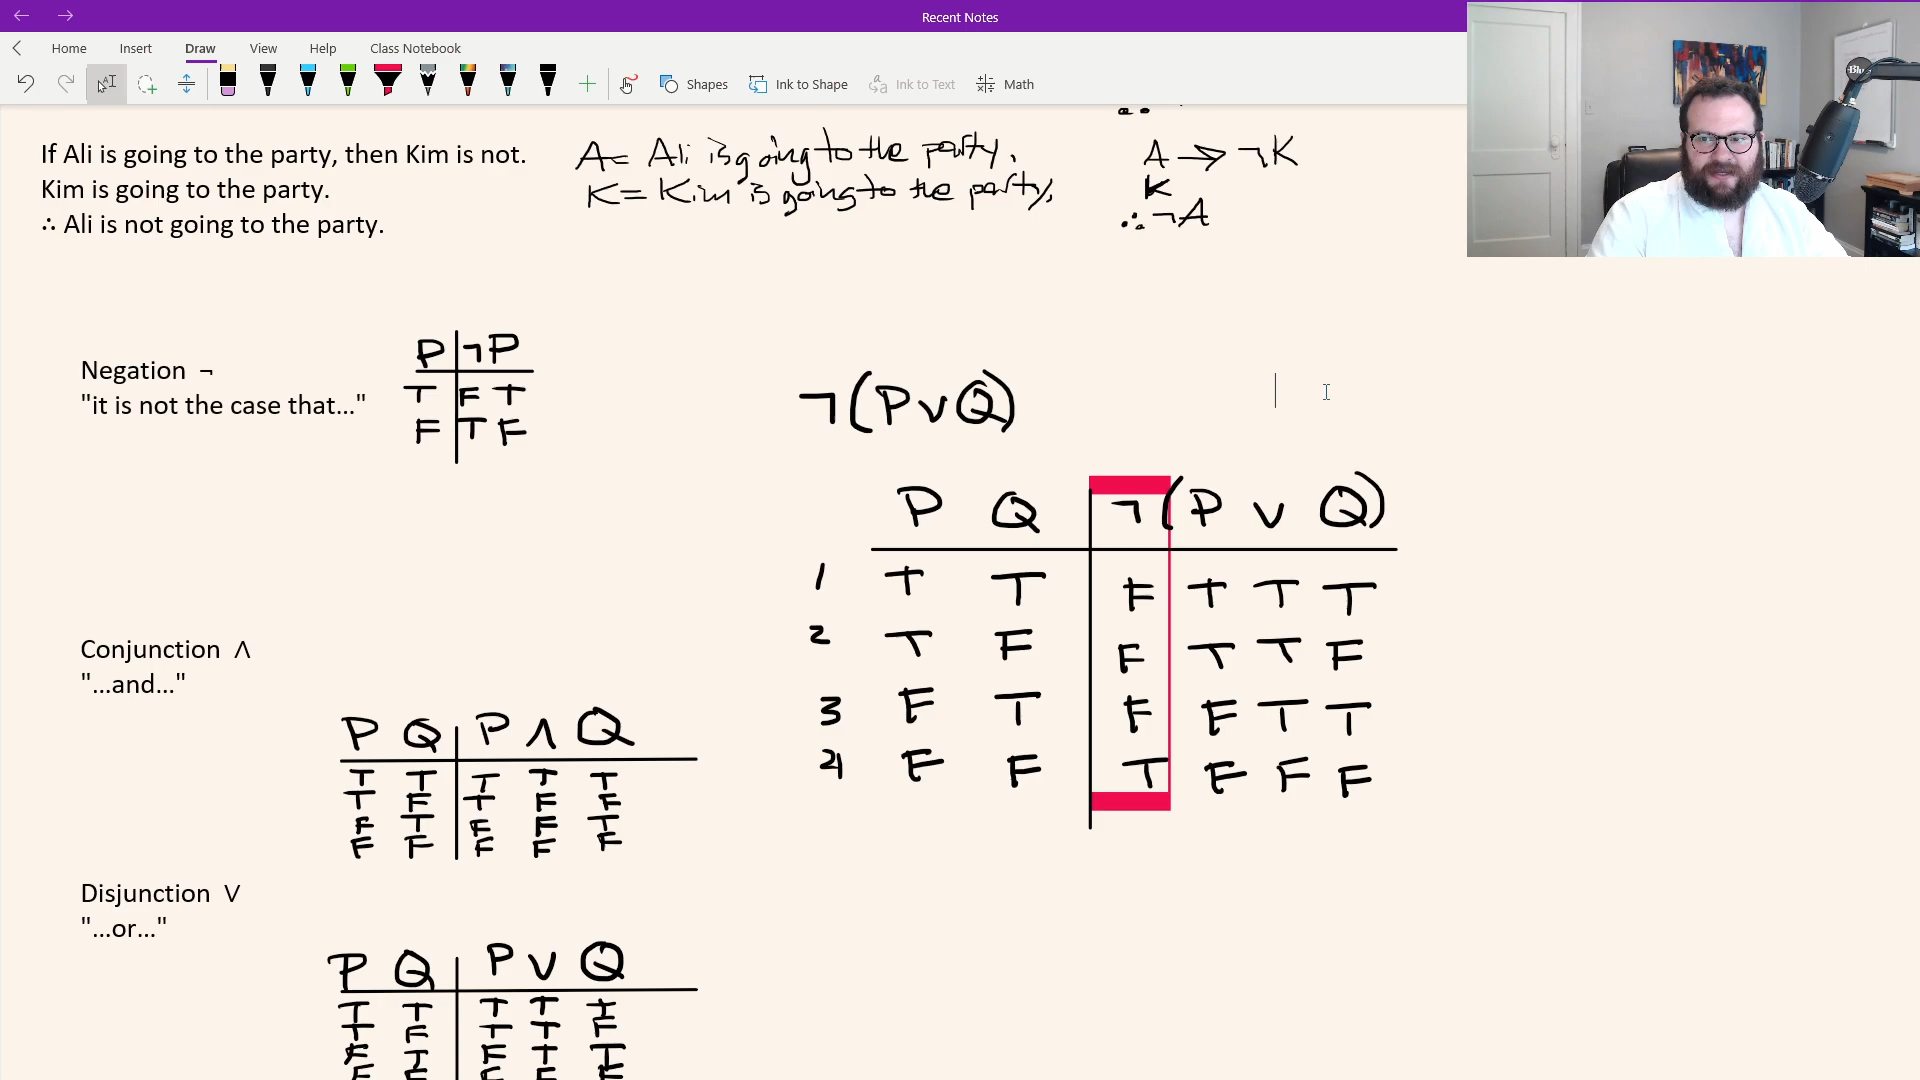 Recent Notes
Home Insert Draw View Help Class Notebook
Shapes Ink to Shape Ink to Text Math
If Ali is going to the party, then Kim is not.
Kim is going to the party.
∴ Ali is not going to the party.
A= Ali is going to the party.
K= Kim is going to the party.
A → ¬K
K
∴ ¬A
Blue
Negation ¬
"it is not the case that..."
P ¬P
T F T
F T F
¬(P∨Q)
P Q ¬(P ∨ Q)
1 T T F T T T
2 T F F T T F
3 F T F F T T
4 F F T F F F
Conjunction ∧
"...and..."
P Q P ∧ Q
T T T T T
T F T F F
F T F F T
F F F F F
Disjunction ∨
"...or..."
P Q P ∨ Q
T T T T T
T F T T F
F T F T T
F F F F F